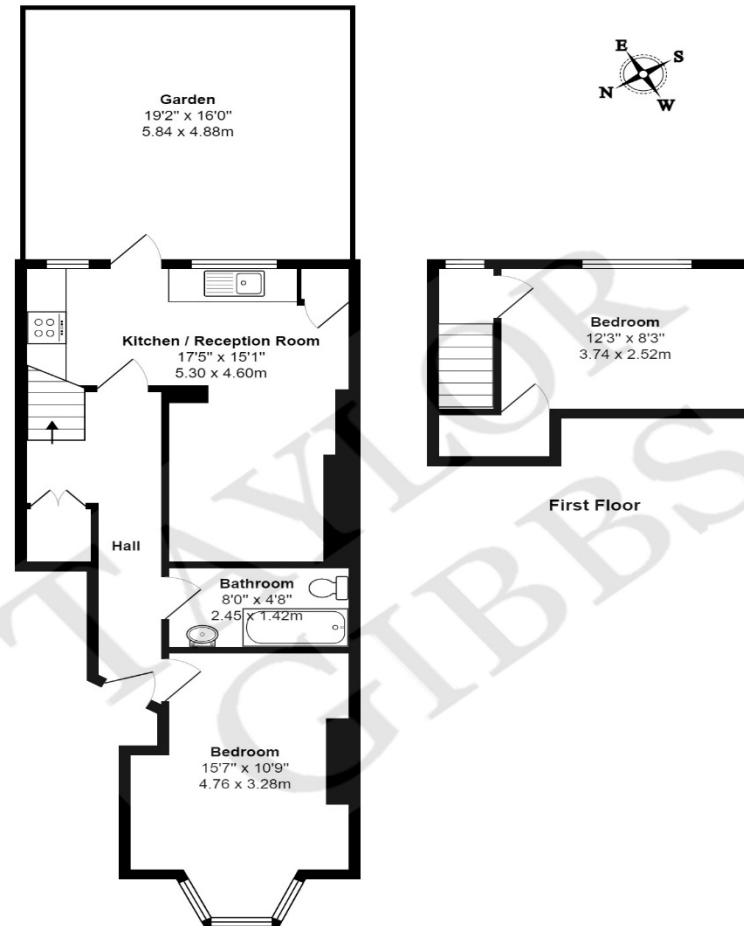 Garden
19'2" x 16'0"
5.84 x 4.88m
E
S
N
W
Kitchen / Reception Room
17'5" x 15'1"
5.30 x 4.60m
Bedroom
12'3" x 8'3"
3.74 x 2.52m
First Floor
Hall
Bathroom
8'0" x 4'8"
2.45 x 1.42m
Bedroom
15'7" x 10'9"
4.76 x 3.28m
TAYLOR
GIBBS